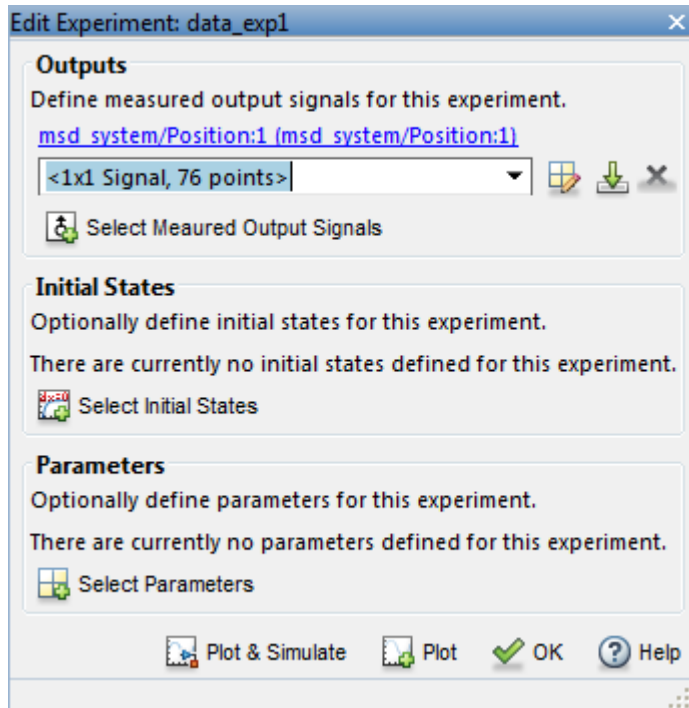 Edit Experiment: data_exp1
Outputs
Define measured output signals for this experiment.
msd_system/Position:1 (msd_system/Position:1)
<1x1 Signal, 76 points>
Select Meaured Output Signals
Initial States
Optionally define initial states for this experiment.
There are currently no initial states defined for this experiment.
Select Initial States
Parameters
Optionally define parameters for this experiment.
There are currently no parameters defined for this experiment.
Select Parameters
Plot & Simulate Plot OK Help